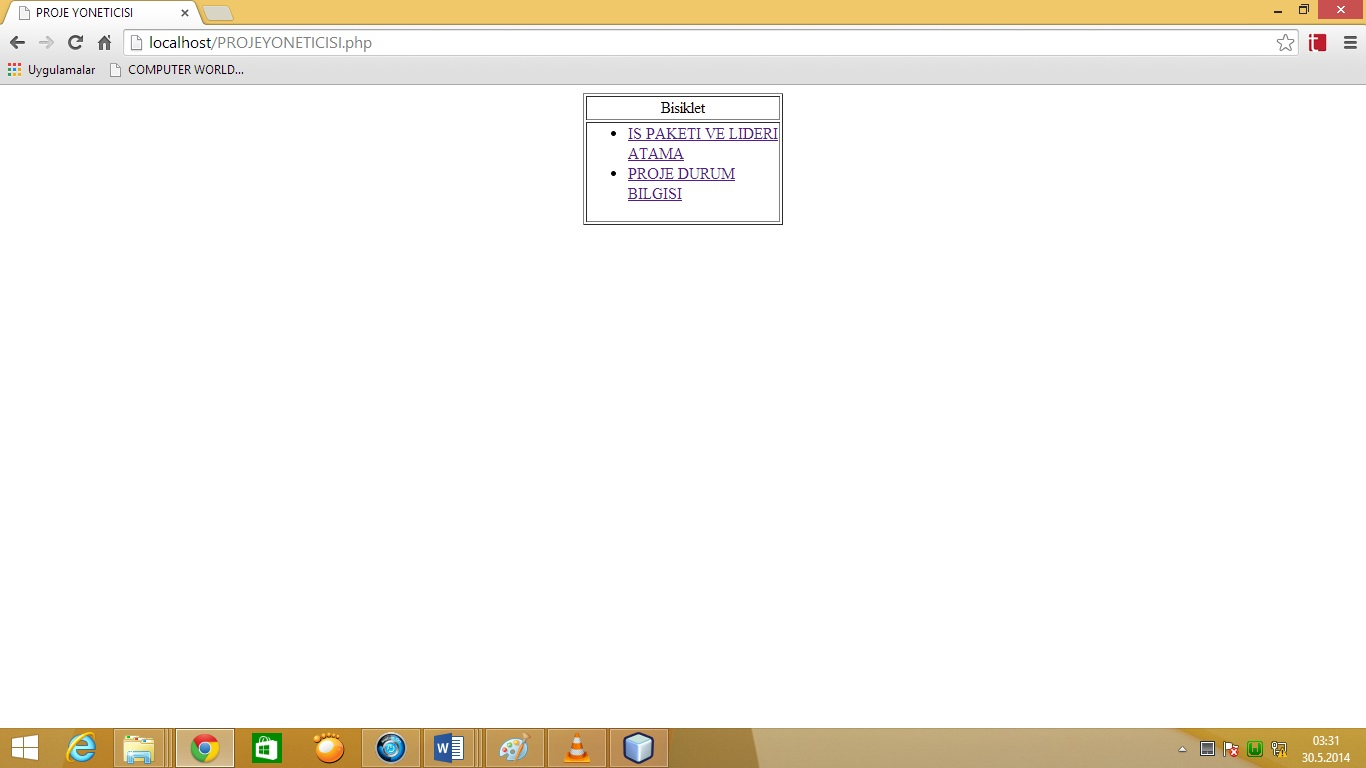 PROJE YONETICISI
localhost/PROJEYONETICISI.php
Uygulamalar COMPUTER WORLD...
Bisiklet
IS PAKETI VE LIDERI
ATAMA
PROJE DURUM
BILGISI
03:31
30.5.2014